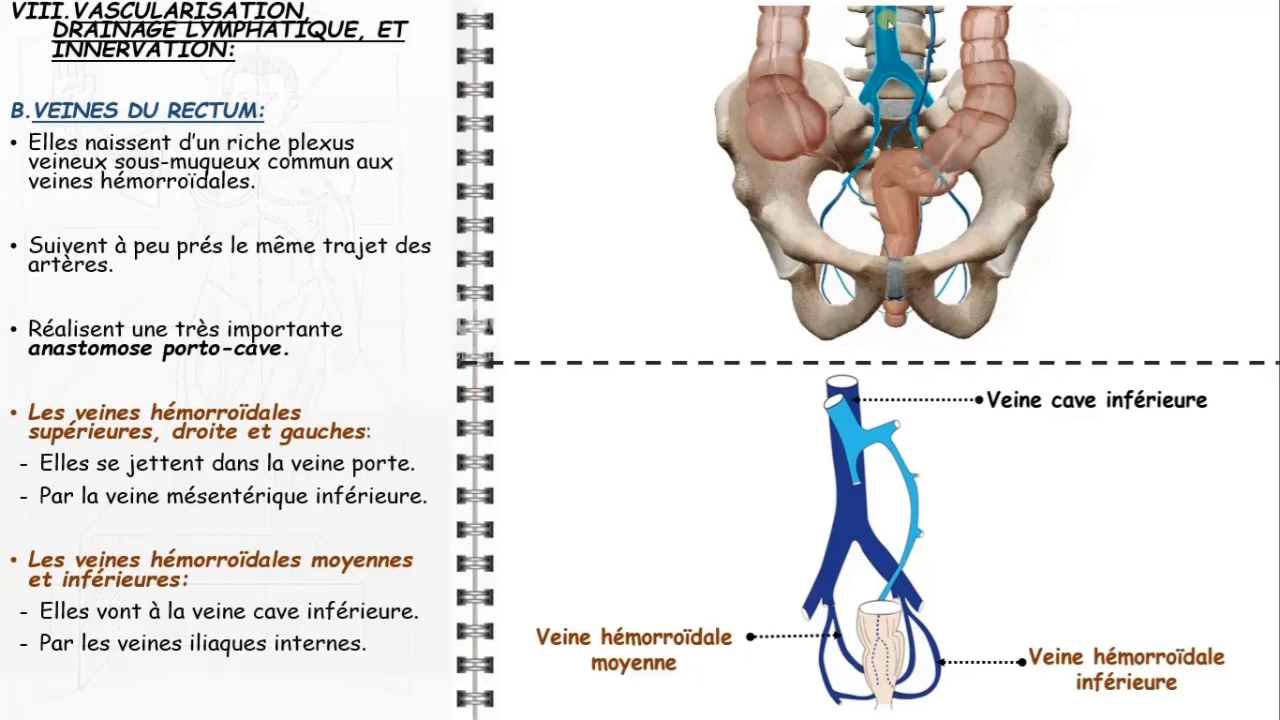 VIII.VASCULARISATION,
DRAINAGE LYMPHATIQUE, ET
INNERVATION:
B.VEINES DU RECTUM:
• Elles naissent d’un riche plexus
veineux sous-muqueux commun aux
veines hémorroïdales.
• Suivent à peu prés le même trajet des
artères.
• Réalisent une très importante
anastomose porto-cave.
• Les veines hémorroïdales
supérieures, droite et gauches:
- Elles se jettent dans la veine porte.
- Par la veine mésentérique inférieure.
• Les veines hémorroïdales moyennes
et inférieures:
- Elles vont à la veine cave inférieure.
- Par les veines iliaques internes.
Veine cave inférieure
Veine hémorroïdale
moyenne
Veine hémorroïdale
inférieure